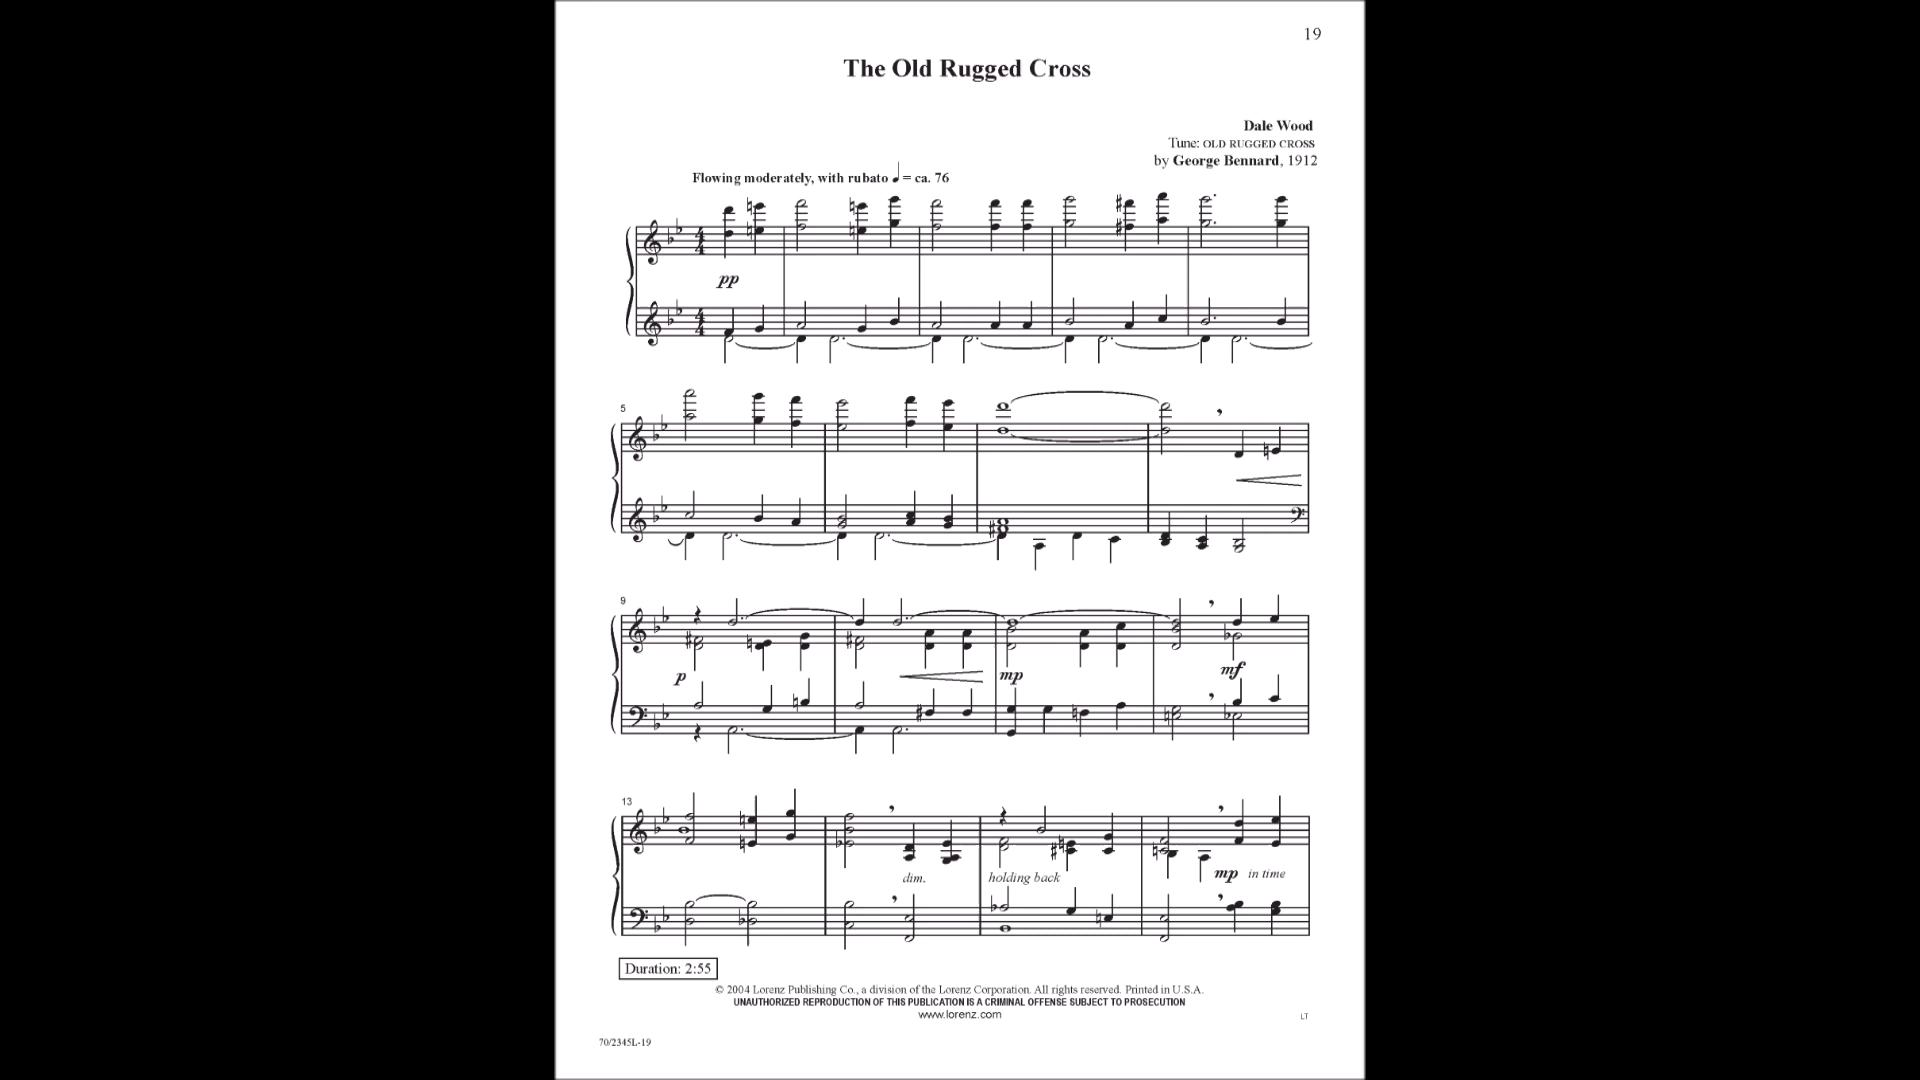 19
The Old Rugged Cross
Dale Wood
Tune: OLD RUGGED CROSS
by George Bennard, 1912
Flowing moderately, with rubato ♩ = ca. 76
pp
5
9
p
mp
mf
13
dim.
holding back
mp in time
Duration: 2:55
© 2004 Lorenz Publishing Co., a division of the Lorenz Corporation. All rights reserved. Printed in U.S.A.
UNAUTHORIZED REPRODUCTION OF THIS PUBLICATION IS A CRIMINAL OFFENSE SUBJECT TO PROSECUTION
www.lorenz.com
LT
70/2345L-19